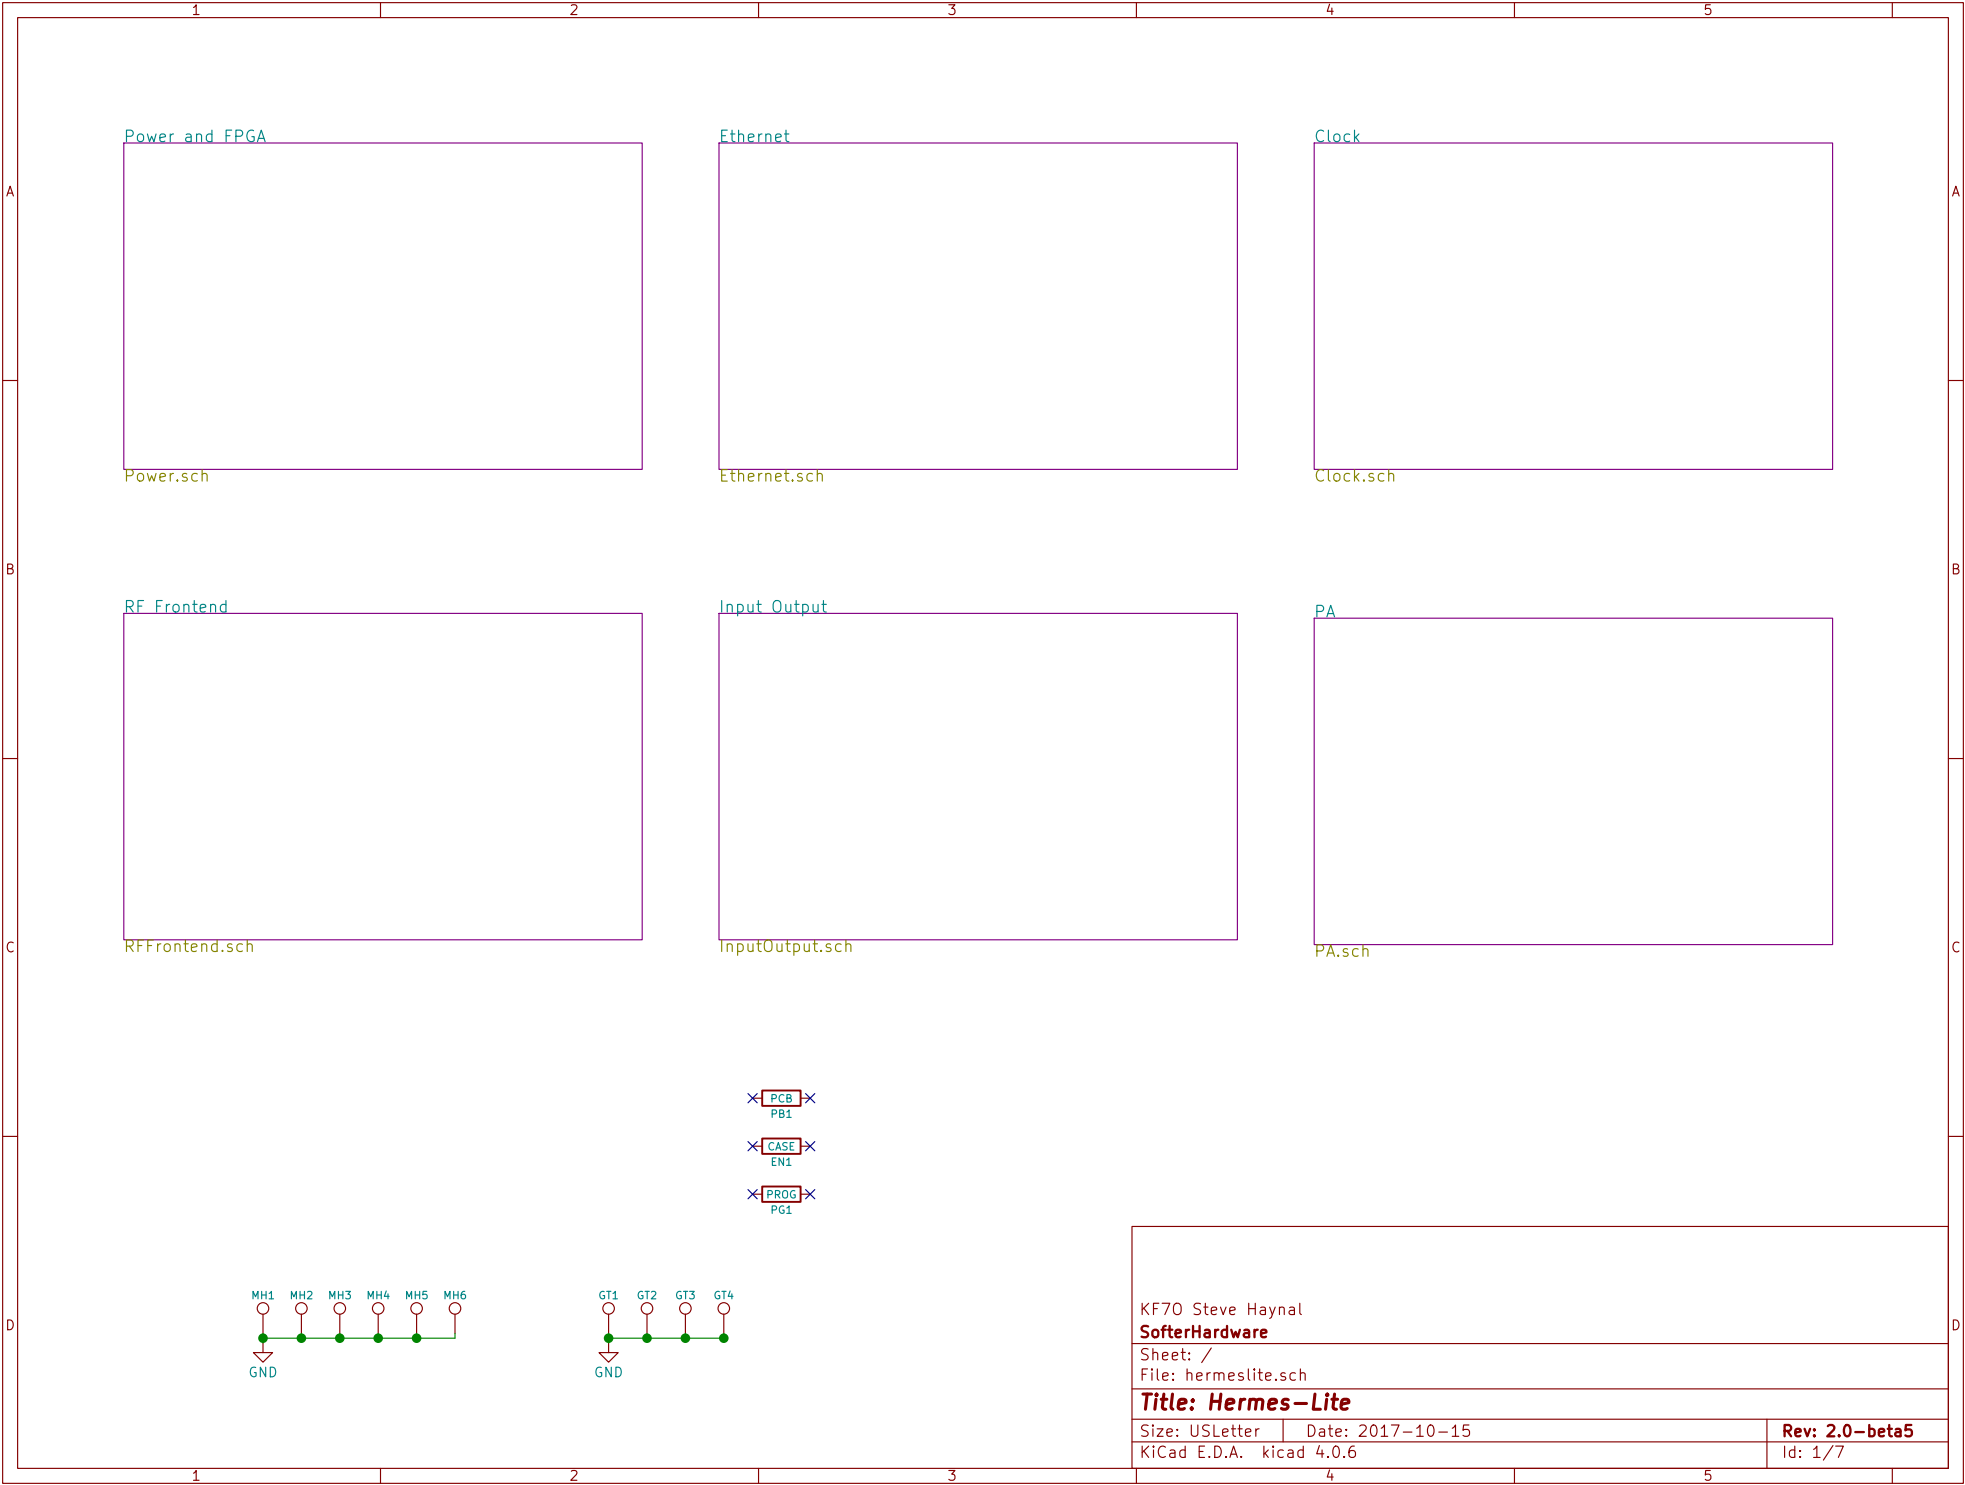 1 2 3 4 5
Power and FPGA Ethernet Clock
A A
Power.sch Ethernet.sch Clock.sch
B B
RF Frontend Input Output PA
C C
RFFrontend.sch InputOutput.sch PA.sch
PCB
PB1
CASE
EN1
PROG
PG1
MH1 MH2 MH3 MH4 MH5 MH6 GT1 GT2 GT3 GT4
D D
GND GND
KF7O Steve Haynal
SofterHardware
Sheet: /
File: hermeslite.sch
Title: Hermes-Lite
Size: USLetter Date: 2017-10-15 Rev: 2.0-beta5
KiCad E.D.A. kicad 4.0.6 Id: 1/7
1 2 3 4 5